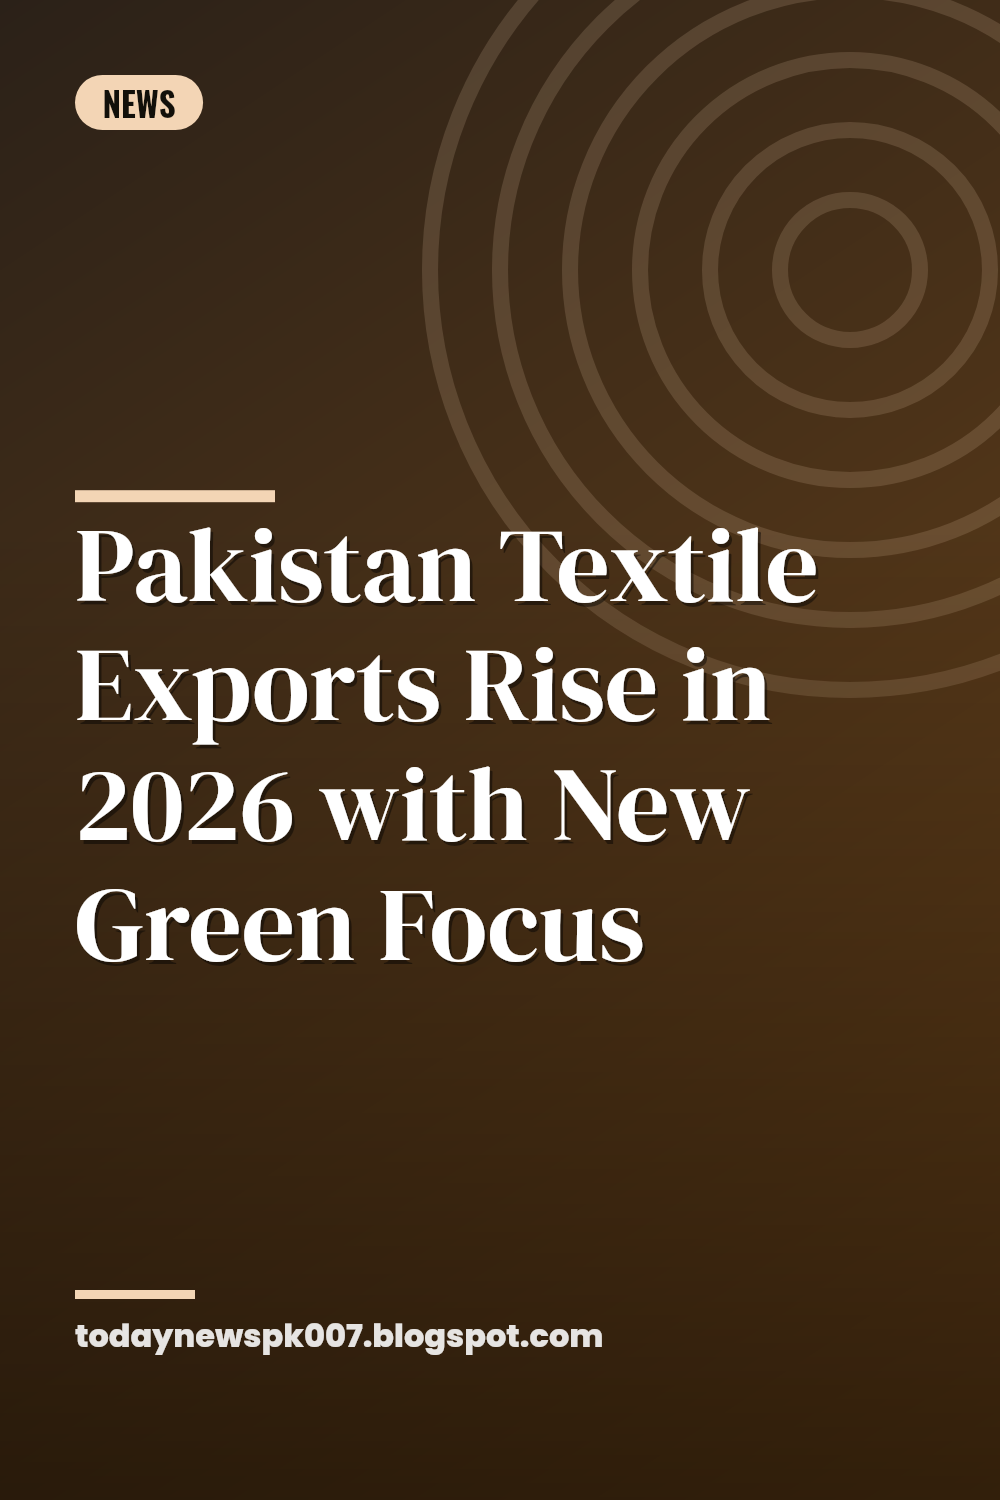 NEWS
Pakistan Textile
Exports Rise in
2026 with New
Green Focus
todaynewspk007.blogspot.com